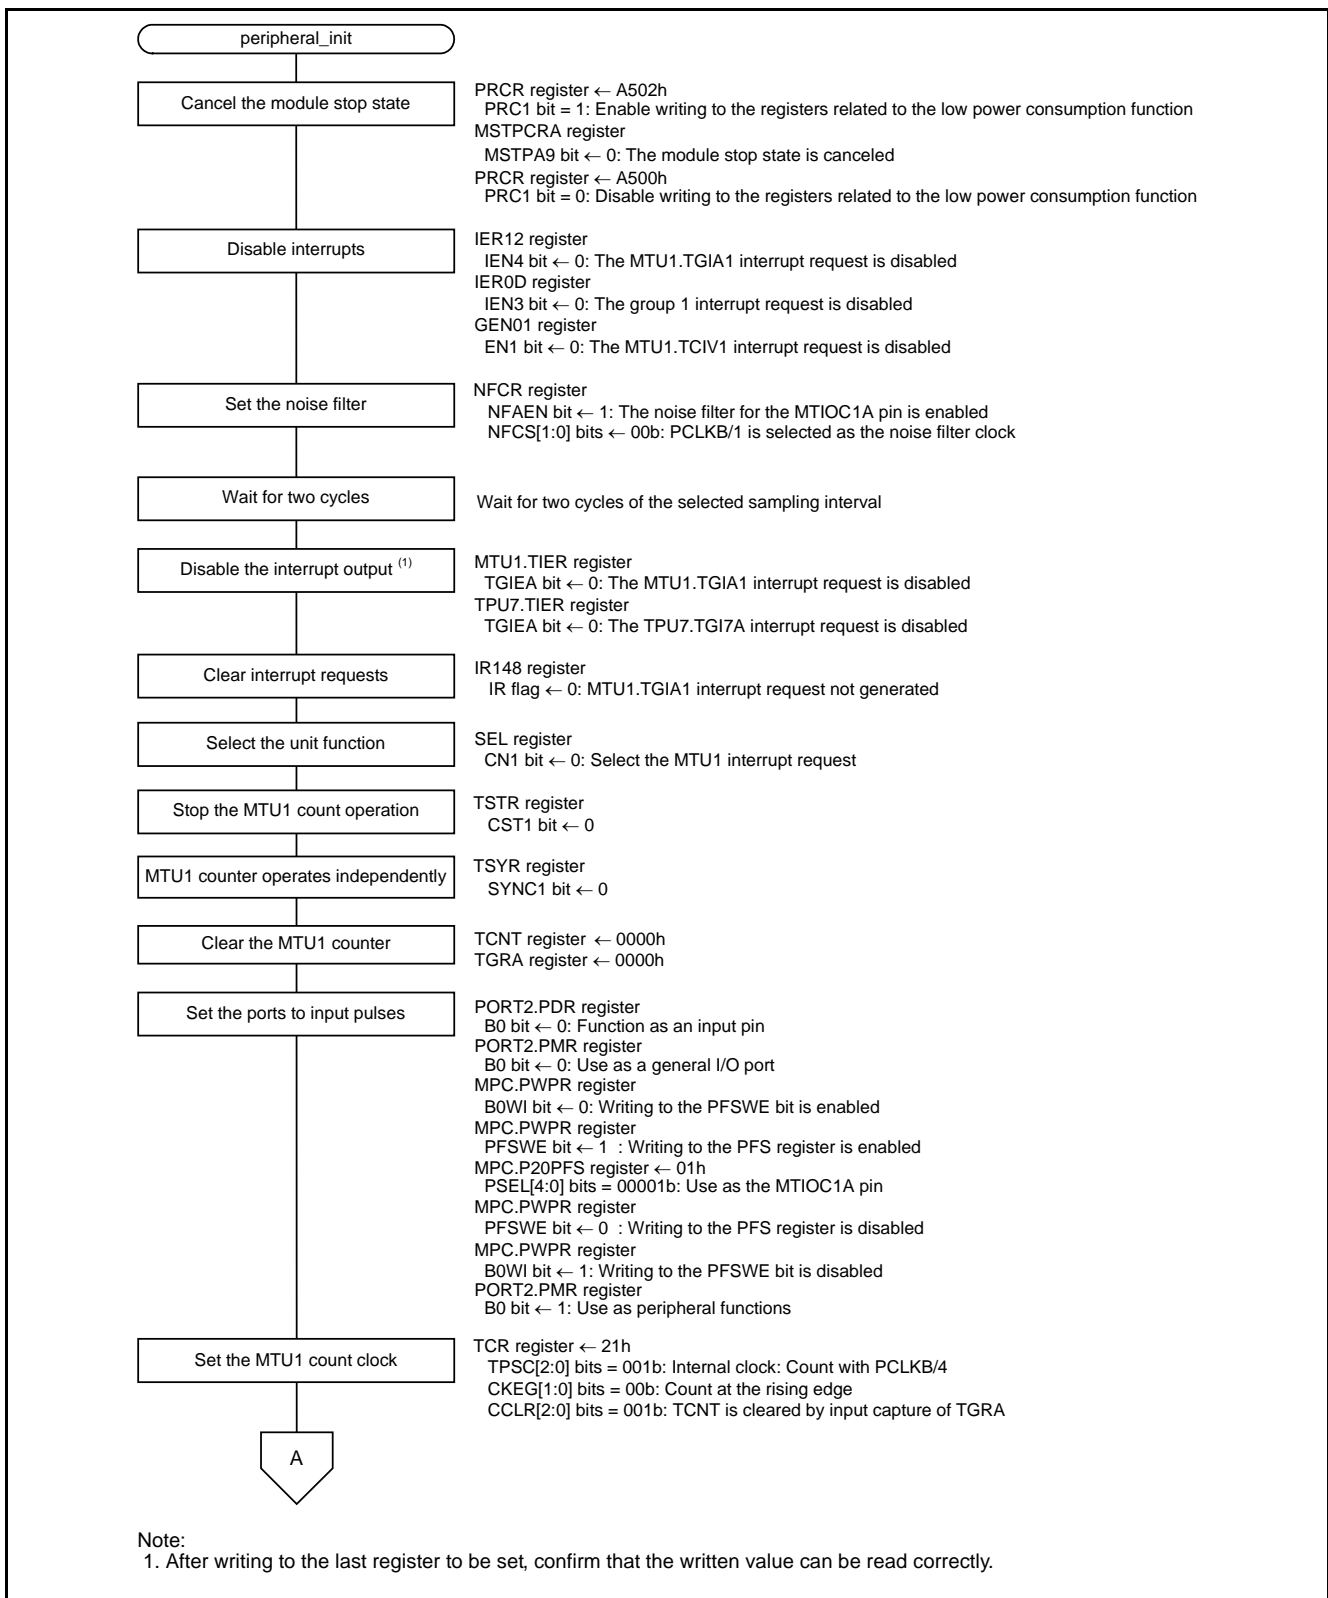 peripheral_init
Cancel the module stop state
PRCR register ← A502h
PRC1 bit = 1: Enable writing to the registers related to the low power consumption function
MSTPCRA register
MSTPA9 bit ← 0: The module stop state is canceled
PRCR register ← A500h
PRC1 bit = 0: Disable writing to the registers related to the low power consumption function
Disable interrupts
IER12 register
IEN4 bit ← 0: The MTU1.TGIA1 interrupt request is disabled
IER0D register
IEN3 bit ← 0: The group 1 interrupt request is disabled
GEN01 register
EN1 bit ← 0: The MTU1.TCIV1 interrupt request is disabled
Set the noise filter
NFCR register
NFAEN bit ← 1: The noise filter for the MTIOC1A pin is enabled
NFCS[1:0] bits ← 00b: PCLKB/1 is selected as the noise filter clock
Wait for two cycles
Wait for two cycles of the selected sampling interval
Disable the interrupt output (1)
MTU1.TIER register
TGIEA bit ← 0: The MTU1.TGIA1 interrupt request is disabled
TPU7.TIER register
TGIEA bit ← 0: The TPU7.TGI7A interrupt request is disabled
Clear interrupt requests
IR148 register
IR flag ← 0: MTU1.TGIA1 interrupt request not generated
Select the unit function
SEL register
CN1 bit ← 0: Select the MTU1 interrupt request
Stop the MTU1 count operation
TSTR register
CST1 bit ← 0
MTU1 counter operates independently
TSYR register
SYNC1 bit ← 0
Clear the MTU1 counter
TCNT register ← 0000h
TGRA register ← 0000h
Set the ports to input pulses
PORT2.PDR register
B0 bit ← 0: Function as an input pin
PORT2.PMR register
B0 bit ← 0: Use as a general I/O port
MPC.PWPR register
B0WI bit ← 0: Writing to the PFSWE bit is enabled
MPC.PWPR register
PFSWE bit ← 1 : Writing to the PFS register is enabled
MPC.P20PFS register ← 01h
PSEL[4:0] bits = 00001b: Use as the MTIOC1A pin
MPC.PWPR register
PFSWE bit ← 0 : Writing to the PFS register is disabled
MPC.PWPR register
B0WI bit ← 1: Writing to the PFSWE bit is disabled
PORT2.PMR register
B0 bit ← 1: Use as peripheral functions
Set the MTU1 count clock
TCR register ← 21h
TPSC[2:0] bits = 001b: Internal clock: Count with PCLKB/4
CKEG[1:0] bits = 00b: Count at the rising edge
CCLR[2:0] bits = 001b: TCNT is cleared by input capture of TGRA
A
Note:
1. After writing to the last register to be set, confirm that the written value can be read correctly.